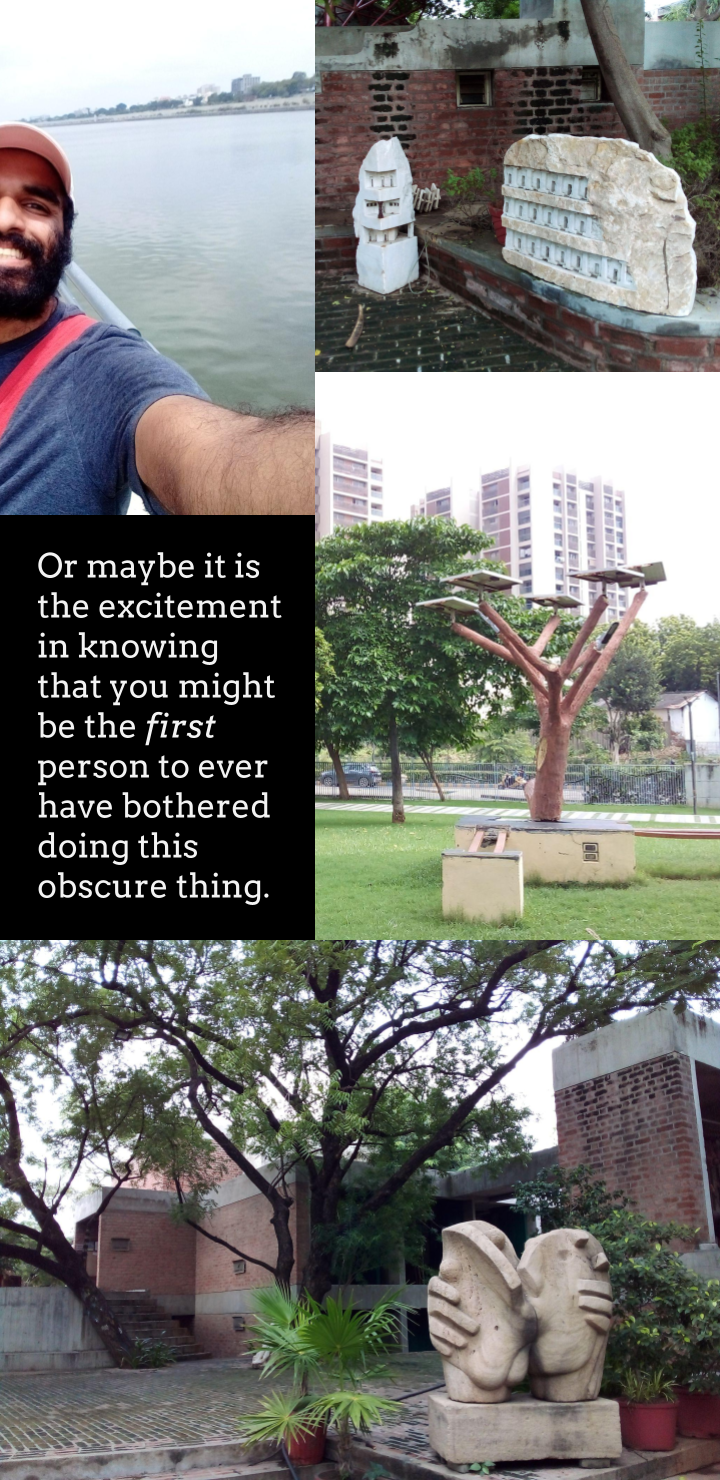 Or maybe it is
the excitement
in knowing
that you might
be the first
person to ever
have bothered
doing this
obscure thing.